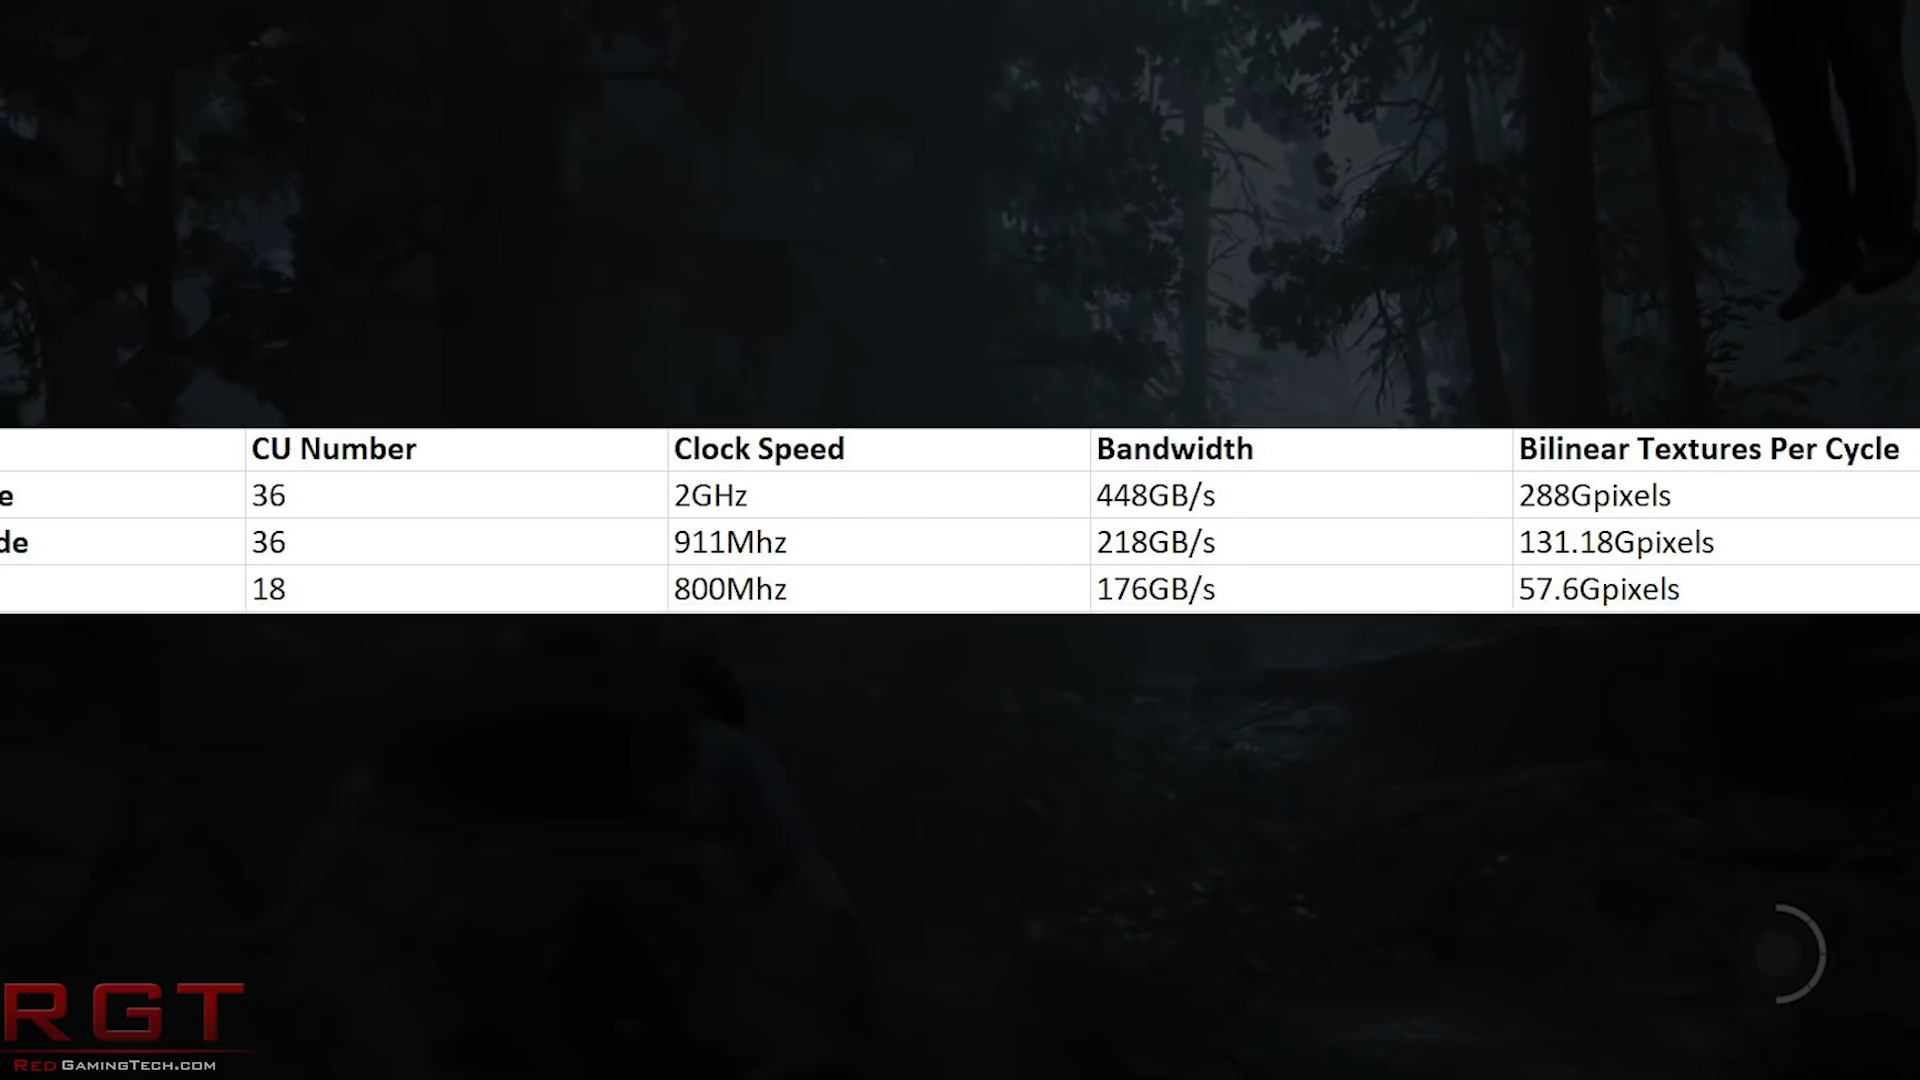 CU Number Clock Speed Bandwidth Bilinear Textures Per Cycle
e 36 2GHz 448GB/s 288Gpixels
de 36 911Mhz 218GB/s 131.18Gpixels
18 800Mhz 176GB/s 57.6Gpixels
RGT
REDGAMINGTECH.COM